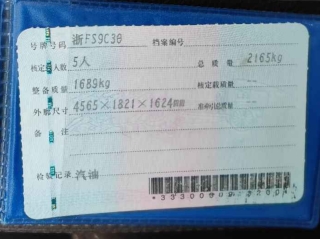 号牌号码 浙F59C38 档案编号
核定载人数 5人 总质量 2165kg
整备质量 1689kg 核定载质量 --
外廓尺寸 4565×1821×1624mm 准牵引总质量 --
备注
检验记录 汽油